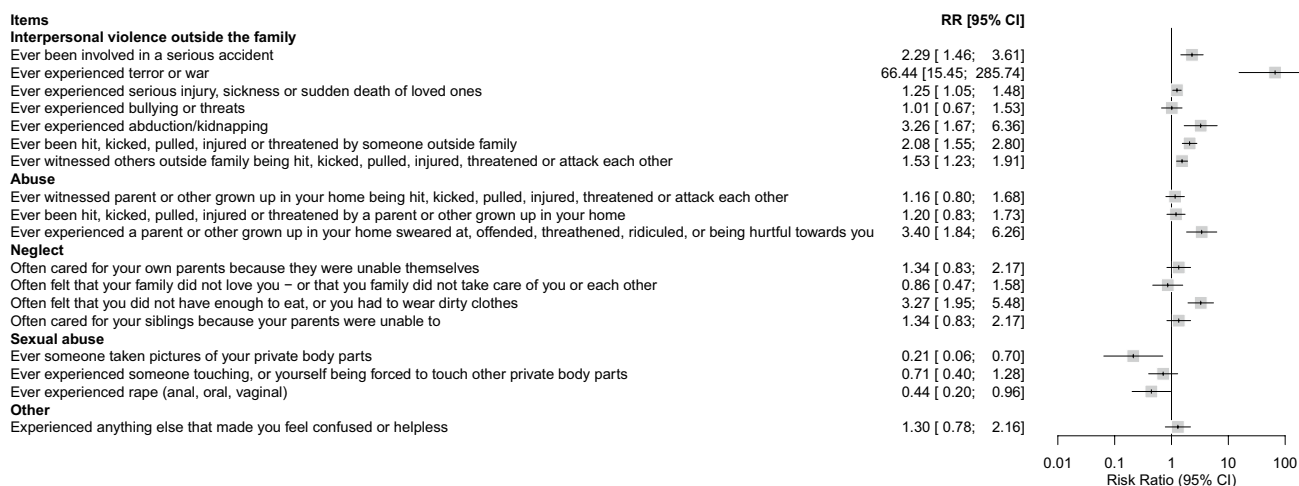 Items RR [95% CI]
Interpersonal violence outside the family
Ever been involved in a serious accident 2.29 [ 1.46; 3.61]
Ever experienced terror or war 66.44 [15.45; 285.74]
Ever experienced serious injury, sickness or sudden death of loved ones 1.25 [ 1.05; 1.48]
Ever experienced bullying or threats 1.01 [ 0.67; 1.53]
Ever experienced abduction/kidnapping 3.26 [ 1.67; 6.36]
Ever been hit, kicked, pulled, injured or threatened by someone outside family 2.08 [ 1.55; 2.80]
Ever witnessed others outside family being hit, kicked, pulled, injured, threatened or attack each other 1.53 [ 1.23; 1.91]
Abuse
Ever witnessed parent or other grown up in your home being hit, kicked, pulled, injured, threatened or attack each other 1.16 [ 0.80; 1.68]
Ever been hit, kicked, pulled, injured or threatened by a parent or other grown up in your home 1.20 [ 0.83; 1.73]
Ever experienced a parent or other grown up in your home sweared at, offended, threathened, ridiculed, or being hurtful towards you 3.40 [ 1.84; 6.26]
Neglect
Often cared for your own parents because they were unable themselves 1.34 [ 0.83; 2.17]
Often felt that your family did not love you − or that you family did not take care of you or each other 0.86 [ 0.47; 1.58]
Often felt that you did not have enough to eat, or you had to wear dirty clothes 3.27 [ 1.95; 5.48]
Often cared for your siblings because your parents were unable to 1.34 [ 0.83; 2.17]
Sexual abuse
Ever someone taken pictures of your private body parts 0.21 [ 0.06; 0.70]
Ever experienced someone touching, or yourself being forced to touch other private body parts 0.71 [ 0.40; 1.28]
Ever experienced rape (anal, oral, vaginal) 0.44 [ 0.20; 0.96]
Other
Experienced anything else that made you feel confused or helpless 1.30 [ 0.78; 2.16]
0.01 0.1 1 10 100
Risk Ratio (95% CI)